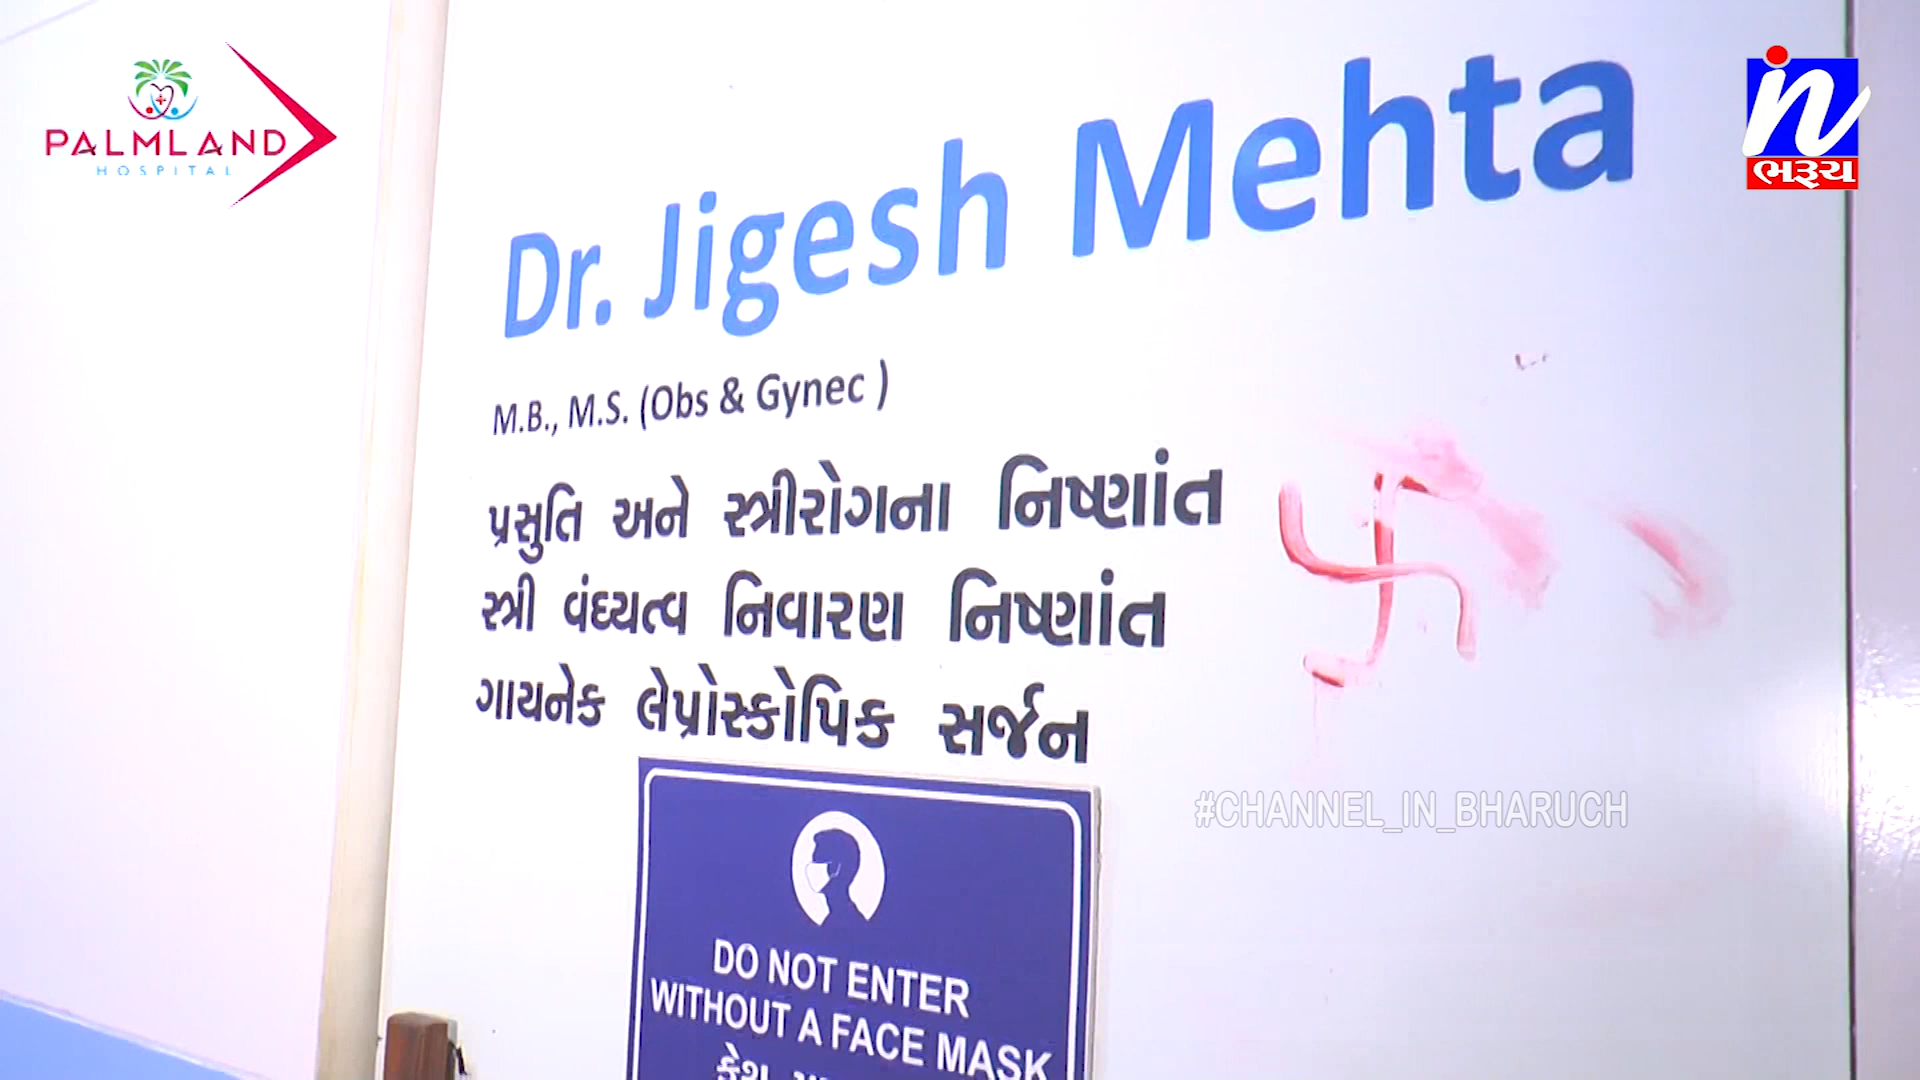 PALMLAND
HOSPITAL
in
ભરૂચ
Dr. Jigesh Mehta
M.B., M.S. (Obs & Gynec )
પ્રસુતિ અને સ્ત્રીરોગના નિષ્ણાંત
સ્ત્રી વંધ્યત્વ નિવારણ નિષ્ણાંત
ગાયનેક લેપ્રોસ્કોપિક સર્જન
#CHANNEL_IN_BHARUCH
DO NOT ENTER
WITHOUT A FACE MASK